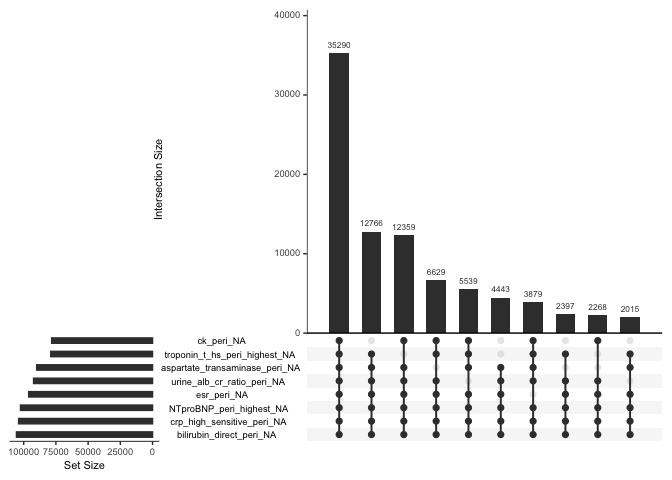 40000
35290
30000
Intersection Size
20000
12766
12359
10000
6629
5539
4443
3879
2397
2268
2015
0
ck_peri_NA
troponin_t_hs_peri_highest_NA
aspartate_transaminase_peri_NA
urine_alb_cr_ratio_peri_NA
esr_peri_NA
NTproBNP_peri_highest_NA
crp_high_sensitive_peri_NA
bilirubin_direct_peri_NA
100000 75000 50000 25000 0
Set Size